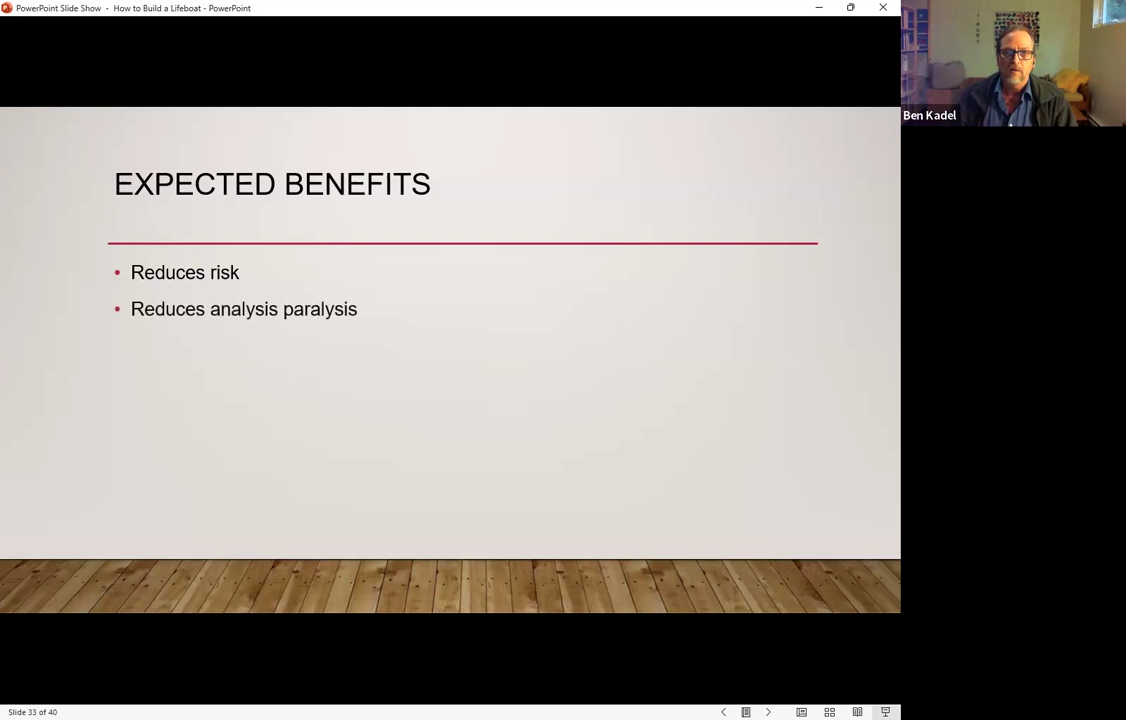 PowerPoint Slide Show - How to Build a Lifeboat - PowerPoint
Ben Kadel
EXPECTED BENEFITS
• Reduces risk
• Reduces analysis paralysis
Slide 33 of 40